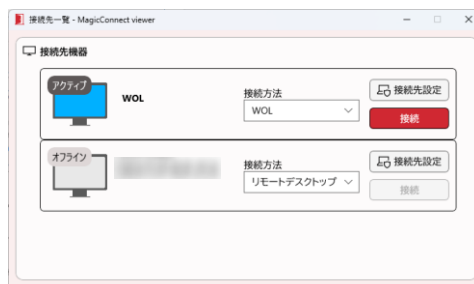 接続先一覧 - MagicConnect viewer
接続先機器
アクティブ
WOL
接続方法
WOL
接続先設定
接続
オフライン
接続方法
リモートデスクトップ
接続先設定
接続